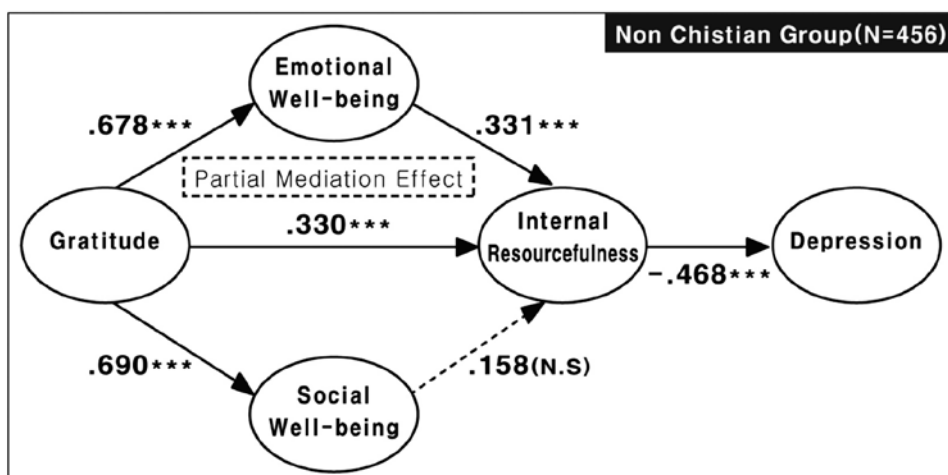 Non Chistian Group(N=456)
Emotional
Well-being
.678***
.331***
Partial Mediation Effect
Gratitude
.330***
Internal
Resourcefulness
Depression
-.468***
.690***
.158(N.S)
Social
Well-being